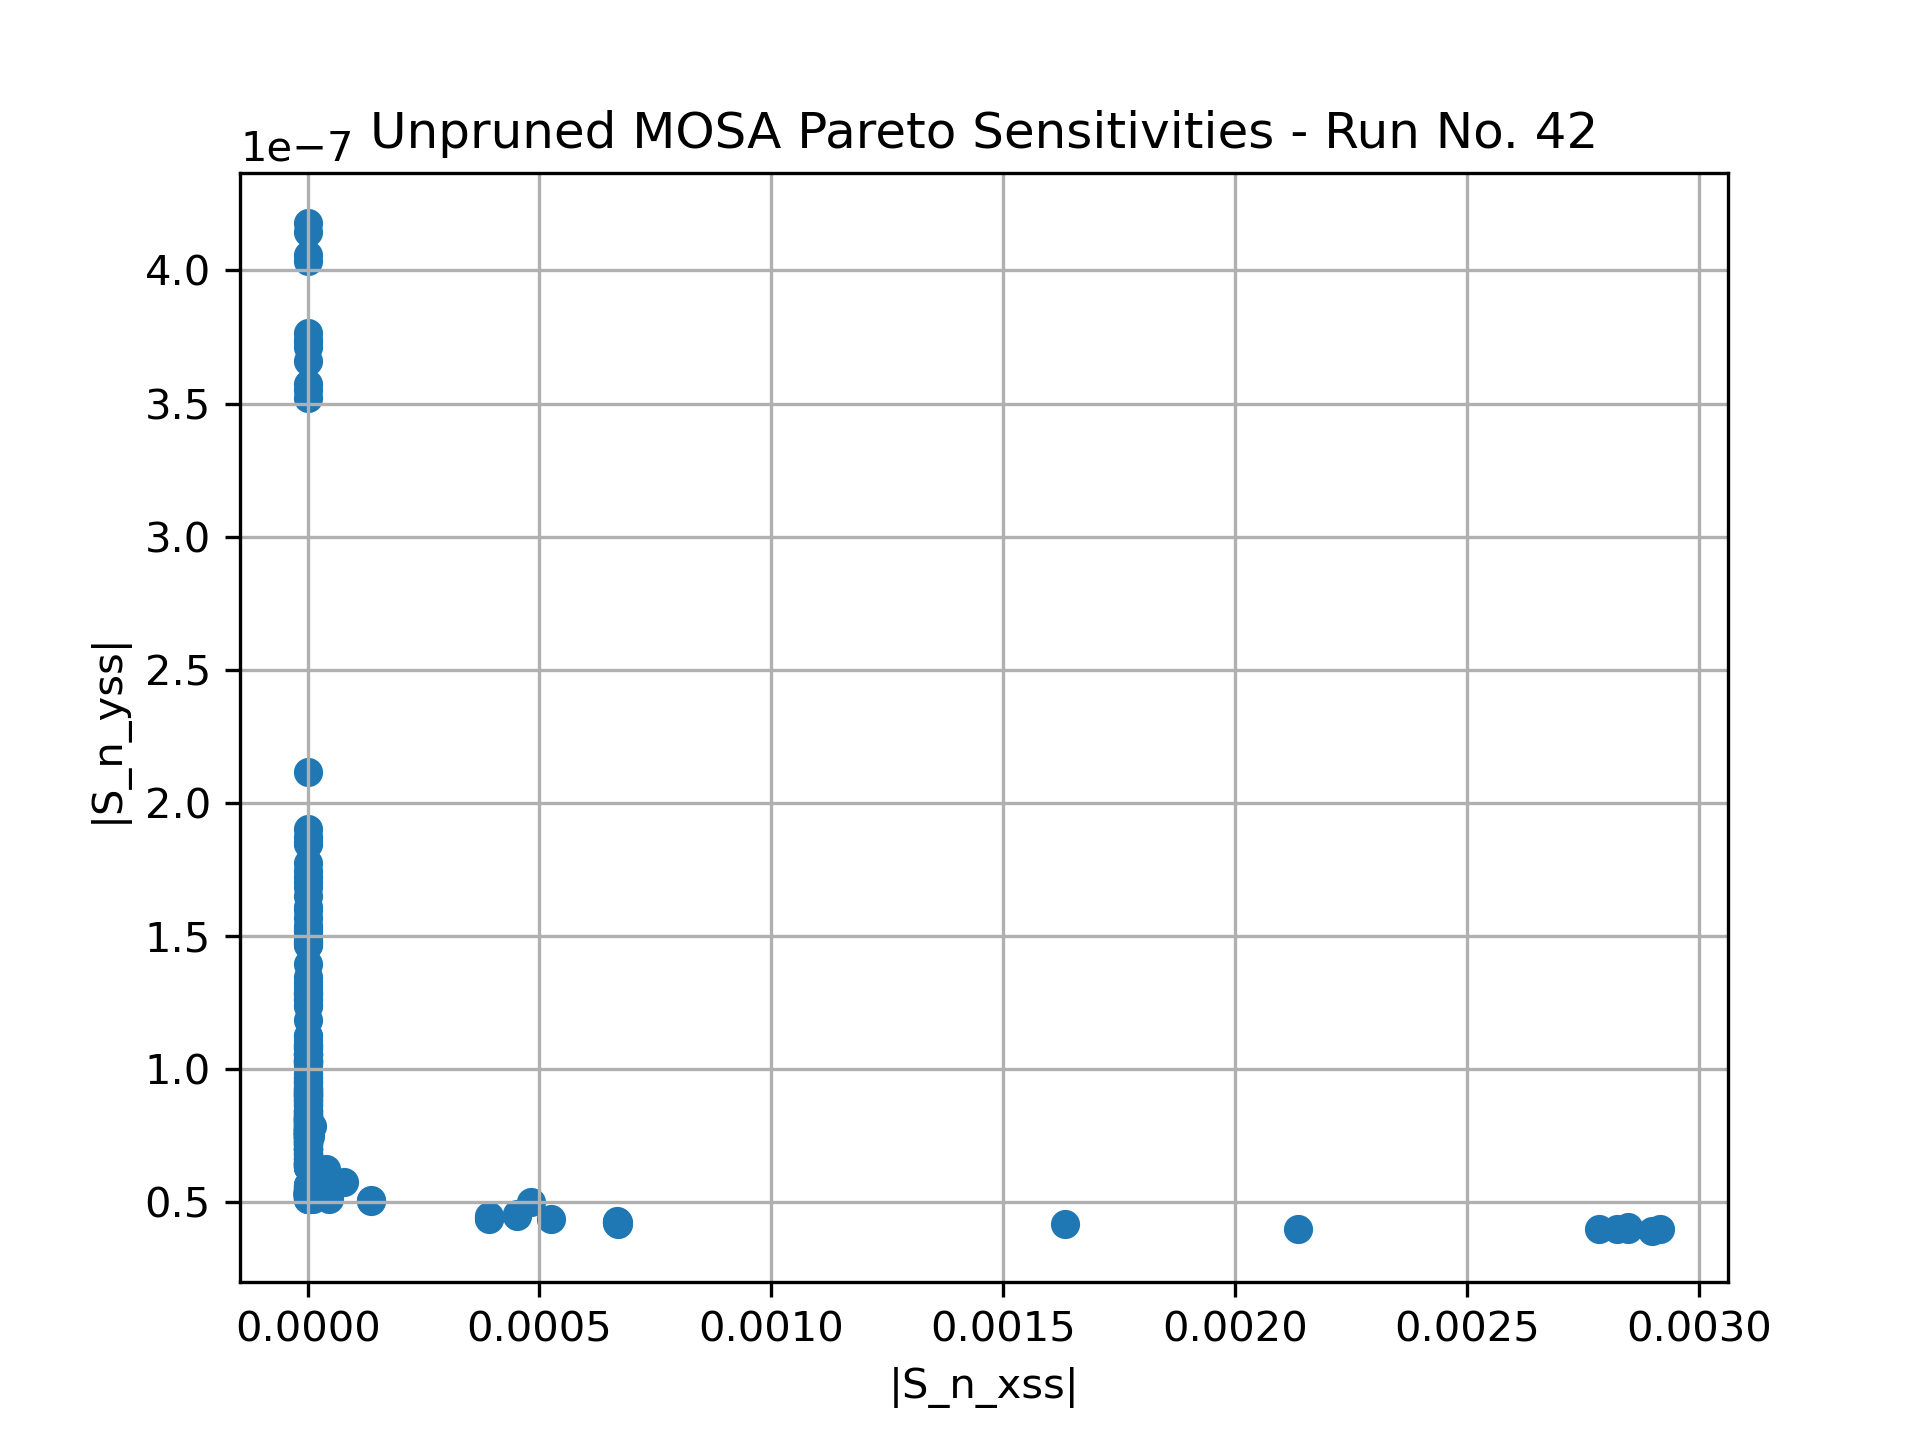 Unpruned MOSA Pareto Sensitivities - Run No. 42
1e−7
4.0
3.5
3.0
2.5
2.0
1.5
1.0
0.5
|S_n_yss|
0.0000 0.0005 0.0010 0.0015 0.0020 0.0025 0.0030
|S_n_xss|